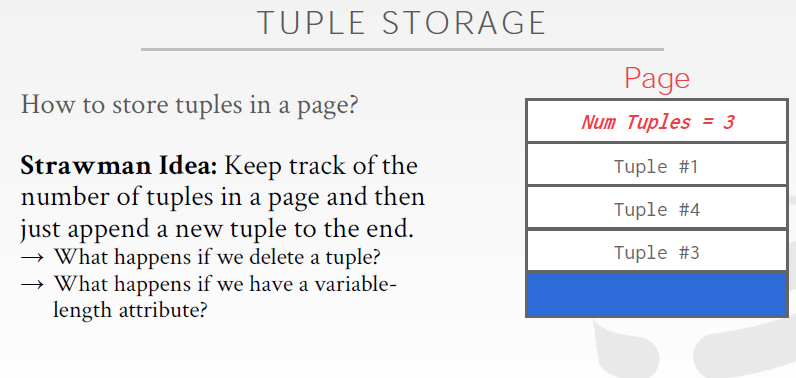 TUPLE STORAGE
How to store tuples in a page?
Strawman Idea: Keep track of the
number of tuples in a page and then
just append a new tuple to the end.
→ What happens if we delete a tuple?
→ What happens if we have a variable-
length attribute?
Page
Num Tuples = 3
Tuple #1
Tuple #4
Tuple #3